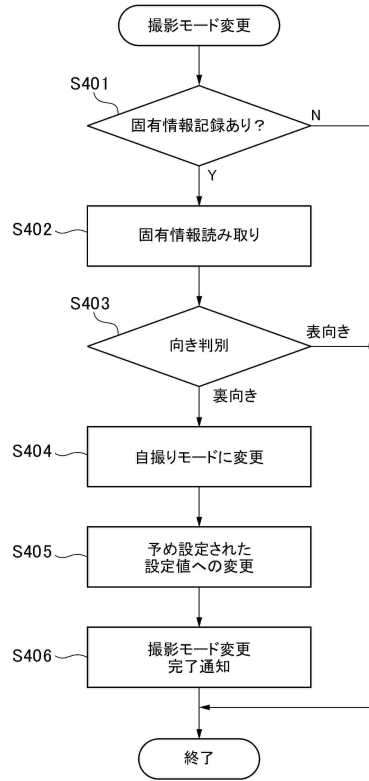 撮影モード変更
S401
固有情報記録あり？
N
Y
S402
固有情報読み取り
S403
向き判別
表向き
裏向き
S404
自撮りモードに変更
S405
予め設定された
設定値への変更
S406
撮影モード変更
完了通知
終了